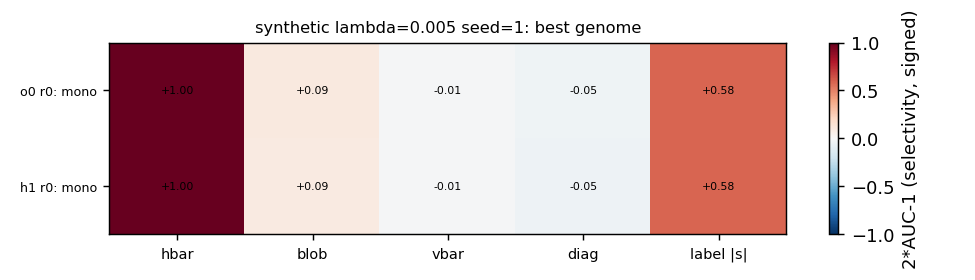 synthetic lambda=0.005 seed=1: best genome
o0 r0: mono
+1.00 +0.09 -0.01 -0.05 +0.58
h1 r0: mono
+1.00 +0.09 -0.01 -0.05 +0.58
hbar blob vbar diag label |s|
1.0
0.5
0.0
−0.5
−1.0
2*AUC-1 (selectivity, signed)